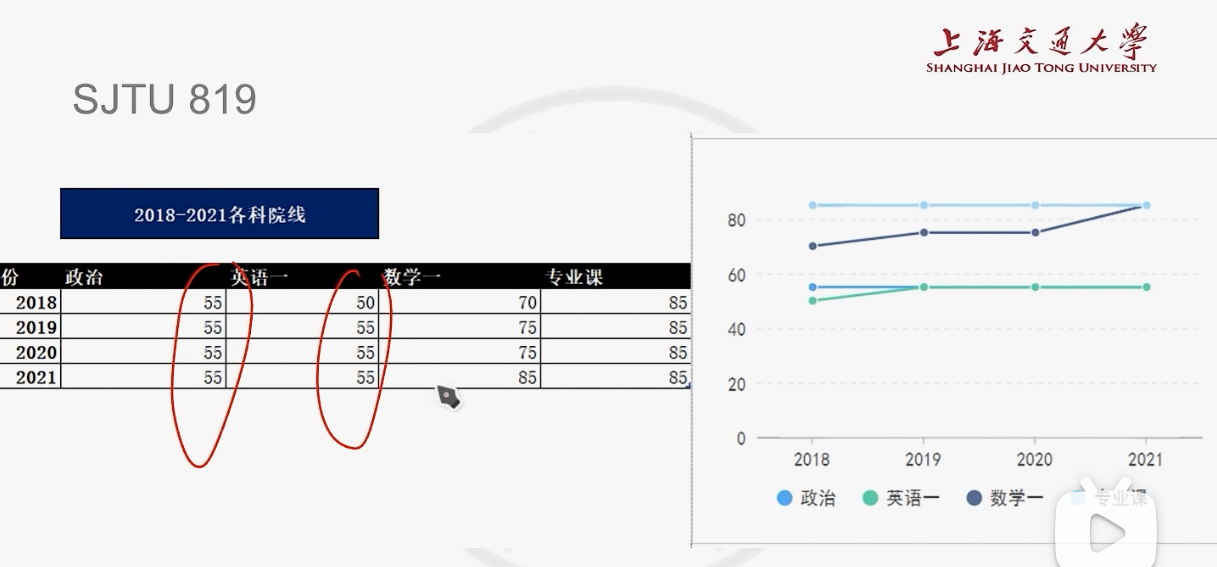 上海交通大學
SHANGHAI JIAO TONG UNIVERSITY
SJTU 819
2018-2021各科院线
份 政治 英语一 数学一 专业课
2018 55 50 70 85
2019 55 55 75 85
2020 55 55 75 85
2021 55 55 85 85
80
60
40
20
0
2018 2019 2020 2021
政治 英语一 数学一 专业课